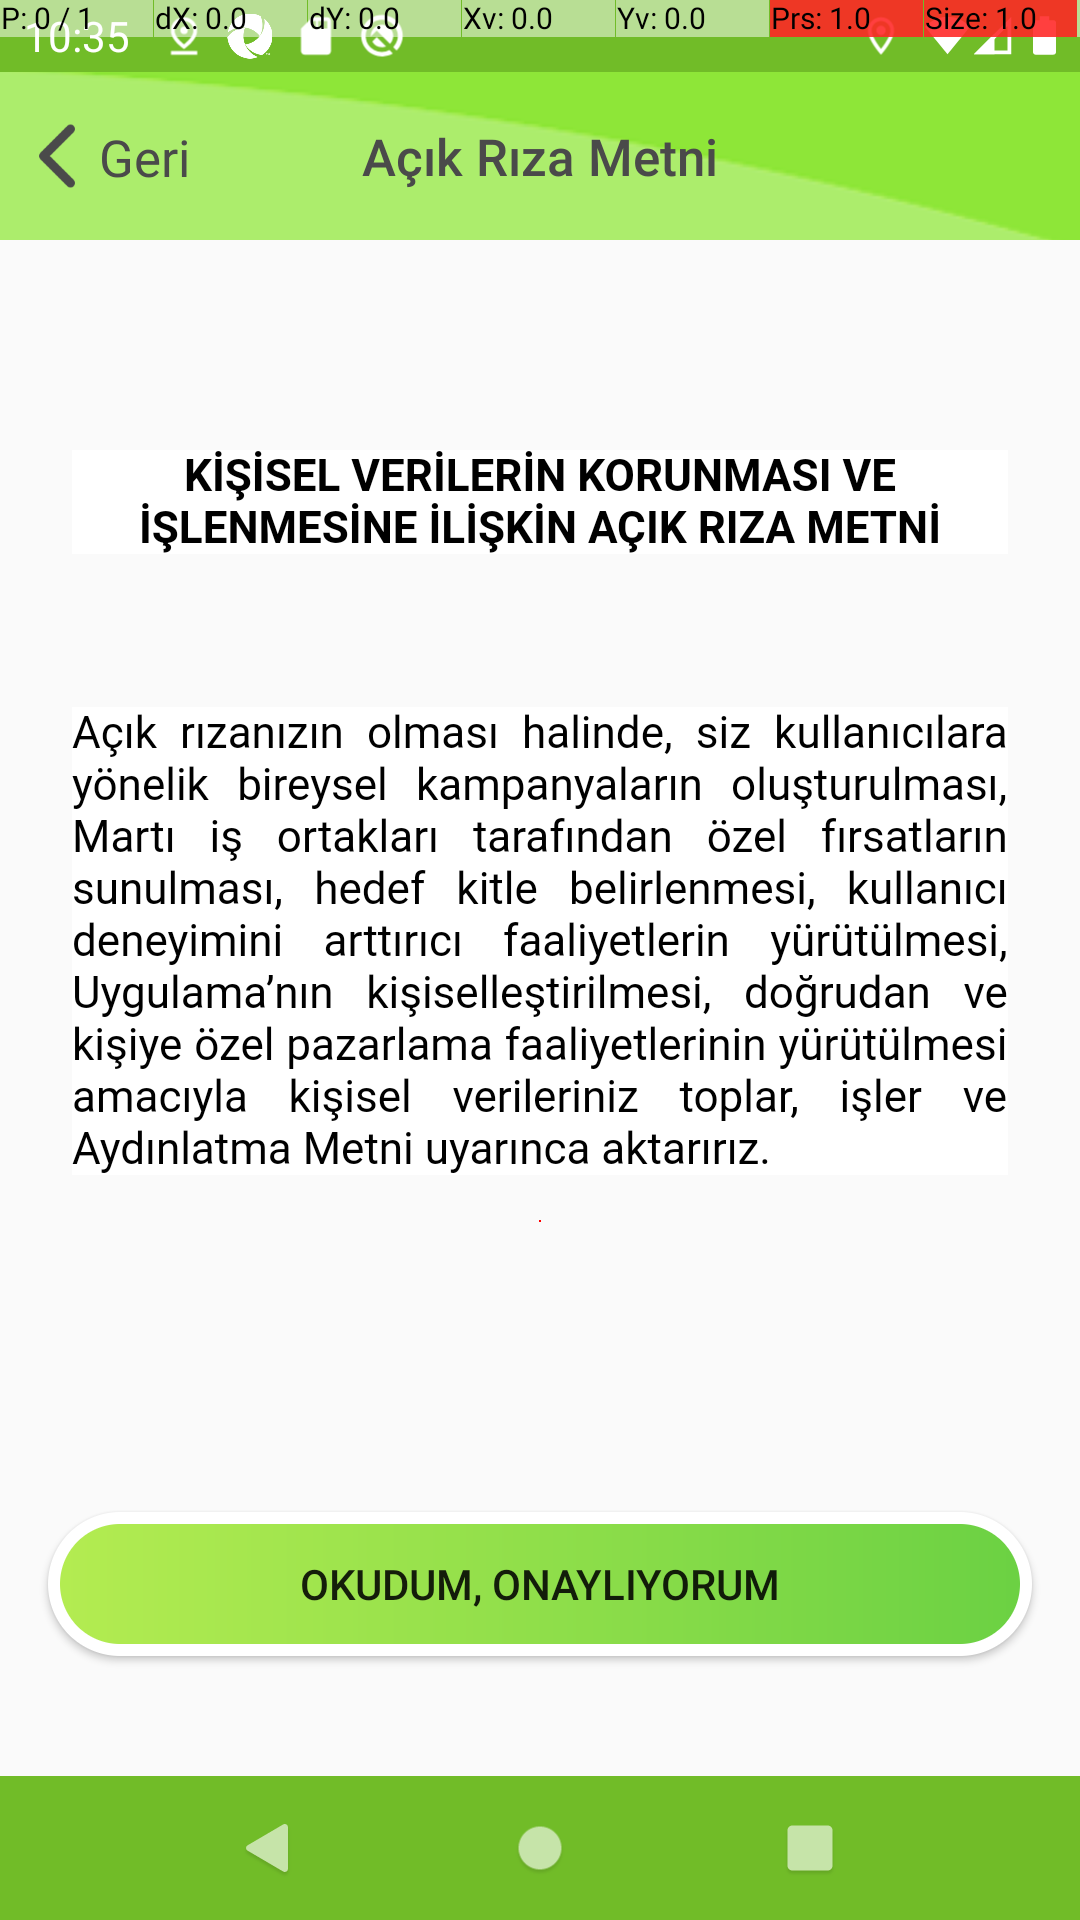 P: 0 / 1 dX: 0.0 dY: 0.0 Xv: 0.0 Yv: 0.0 Prs: 1.0 Size: 1.0
10:35
Geri Açık Rıza Metni
KİŞİSEL VERİLERİN KORUNMASI VE
İŞLENMESİNE İLİŞKİN AÇIK RIZA METNİ
Açık rızanızın olması halinde, siz kullanıcılara
yönelik bireysel kampanyaların oluşturulması,
Martı iş ortakları tarafından özel fırsatların
sunulması, hedef kitle belirlenmesi, kullanıcı
deneyimini arttırıcı faaliyetlerin yürütülmesi,
Uygulama’nın kişiselleştirilmesi, doğrudan ve
kişiye özel pazarlama faaliyetlerinin yürütülmesi
amacıyla kişisel verileriniz toplar, işler ve
Aydınlatma Metni uyarınca aktarırız.
OKUDUM, ONAYLIYORUM